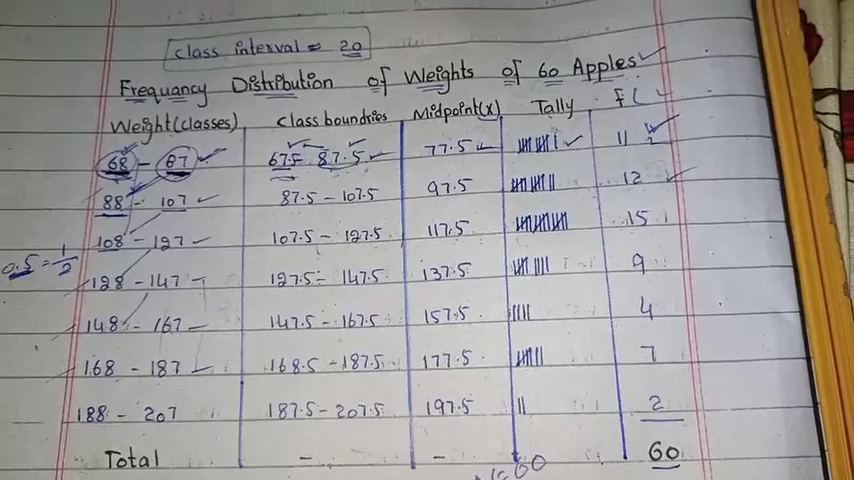 class interval = 20
Frequancy Distribution of Weights of 60 Apples
Weight(classes) class boundries Midpoint(x) Tally f
68 - 87 67.5 - 87.5 77.5 11
88 - 107 87.5 - 107.5 97.5 12
108 - 127 107.5 - 127.5 117.5 15
0.5 = 1/2
128 - 147 127.5 - 147.5 137.5 9
148 - 167 147.5 - 167.5 157.5 4
168 - 187 168.5 - 187.5 177.5 7
188 - 207 187.5 - 207.5 197.5 2
Total - - 60
=60